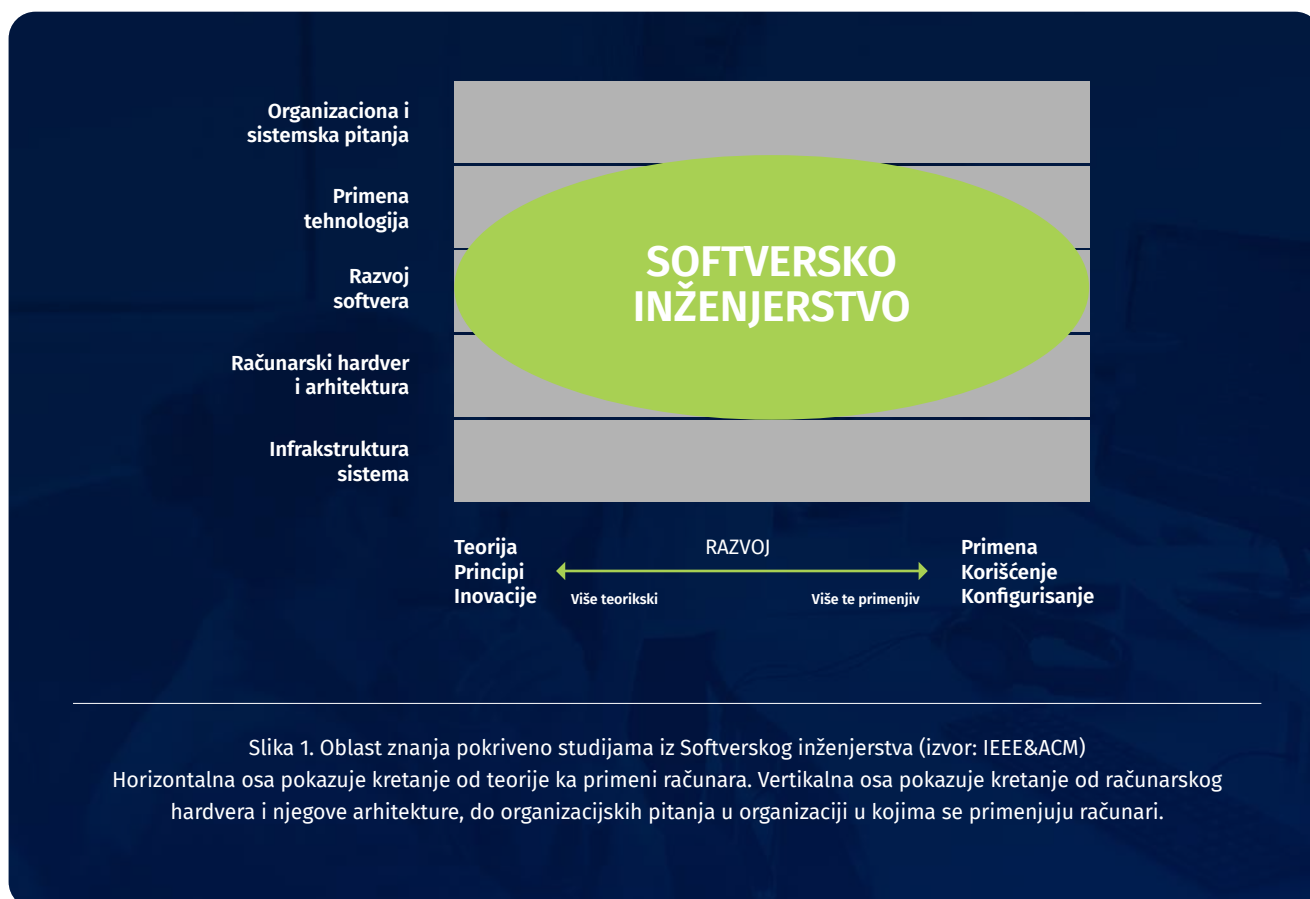 Organizaciona i
sistemska pitanja
Primena
tehnologija
Razvoj
softvera
Računarski hardver
i arhitektura
Infrakstruktura
sistema
SOFTVERSKO
INŽENJERSTVO
Teorija
Principi
Inovacije
RAZVOJ
Više teorikski
Više te primenjiv
Primena
Korišćenje
Konfigurisanje
Slika 1. Oblast znanja pokriveno studijama iz Softverskog inženjerstva (izvor: IEEE&ACM)
Horizontalna osa pokazuje kretanje od teorije ka primeni računara. Vertikalna osa pokazuje kretanje od računarskog
hardvera i njegove arhitekture, do organizacijskih pitanja u organizaciji u kojima se primenjuju računari.